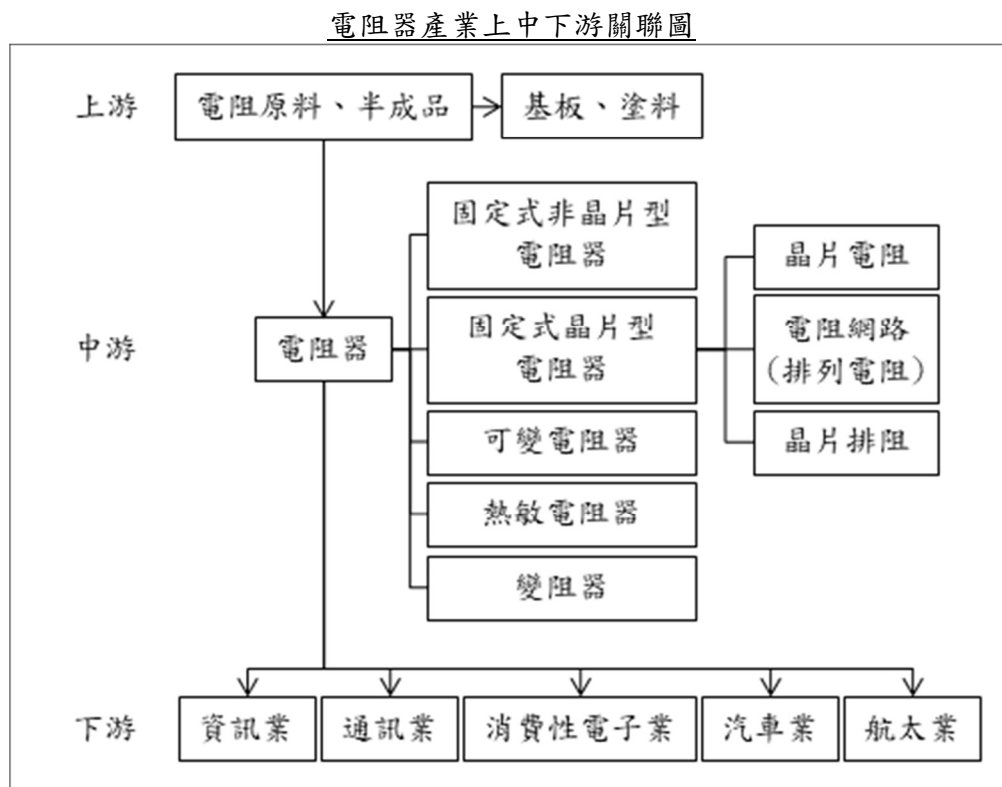 電阻器產業上中下游關聯圖
上游
電阻原料、半成品
基板、塗料
中游
電阻器
固定式非晶片型
電阻器
固定式晶片型
電阻器
可變電阻器
熱敏電阻器
變阻器
晶片電阻
電阻網路
(排列電阻)
晶片排阻
下游
資訊業
通訊業
消費性電子業
汽車業
航太業